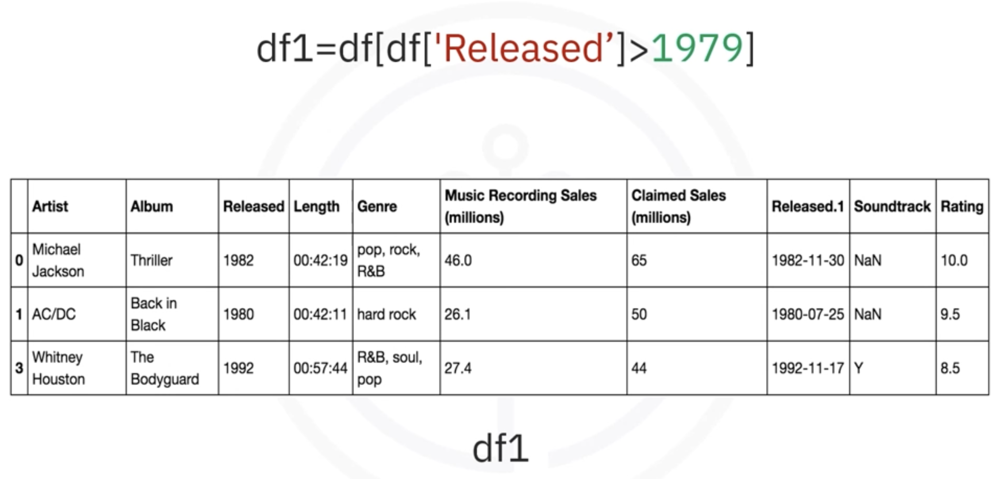 df1=df[df['Released’]>1979]
Artist Album Released Length Genre Music Recording Sales (millions) Claimed Sales (millions) Released.1 Soundtrack Rating
0 Michael Jackson Thriller 1982 00:42:19 pop, rock, R&B 46.0 65 1982-11-30 NaN 10.0
1 AC/DC Back in Black 1980 00:42:11 hard rock 26.1 50 1980-07-25 NaN 9.5
3 Whitney Houston The Bodyguard 1992 00:57:44 R&B, soul, pop 27.4 44 1992-11-17 Y 8.5
df1